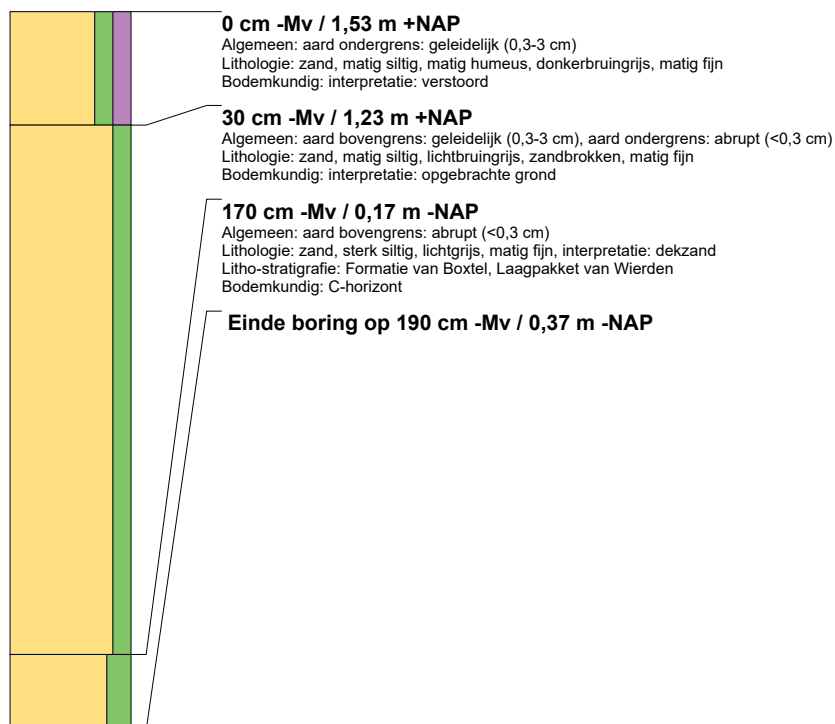 0 cm -Mv / 1,53 m +NAP
Algemeen: aard ondergrens: geleidelijk (0,3-3 cm)
Lithologie: zand, matig siltig, matig humeus, donkerbruingrijs, matig fijn
Bodemkundig: interpretatie: verstoord
30 cm -Mv / 1,23 m +NAP
Algemeen: aard bovengrens: geleidelijk (0,3-3 cm), aard ondergrens: abrupt (<0,3 cm)
Lithologie: zand, matig siltig, lichtbruingrijs, zandbrokken, matig fijn
Bodemkundig: interpretatie: opgebrachte grond
170 cm -Mv / 0,17 m -NAP
Algemeen: aard bovengrens: abrupt (<0,3 cm)
Lithologie: zand, sterk siltig, lichtgrijs, matig fijn, interpretatie: dekzand
Litho-stratigrafie: Formatie van Boxtel, Laagpakket van Wierden
Bodemkundig: C-horizont
Einde boring op 190 cm -Mv / 0,37 m -NAP